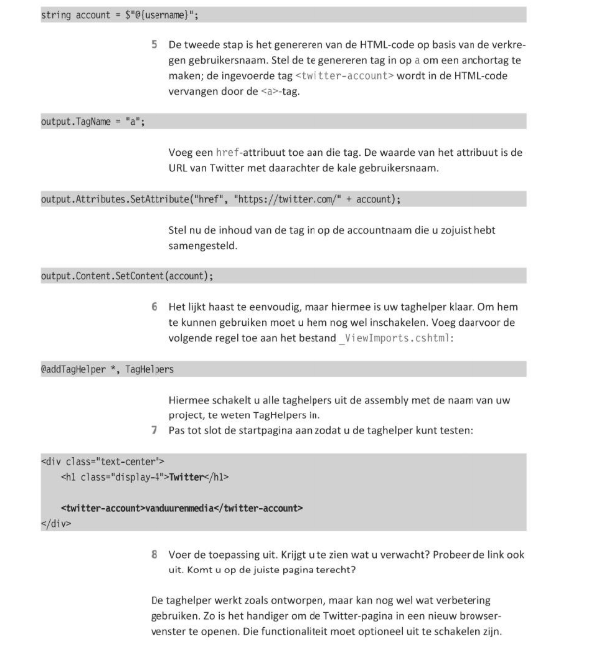 string account = $"@{username}";
5 De tweede stap is het genereren van de HTML-code op basis van de verkre-
gen gebruikersnaam. Stel de te genereren tag in op a om een anchortag te
maken; de ingevoerde tag <twitter-account> wordt in de HTML-code
vervangen door de <a>-tag.
output.TagName = "a";
Voeg een href-attribuut toe aan die tag. De waarde van het attribuut is de
URL van Twitter met daarachter de kale gebruikersnaam.
output.Attributes.SetAttribute("href", "https://twitter.com/" + account);
Stel nu de inhoud van de tag in op de accountnaam die u zojuist hebt
samengesteld.
output.Content.SetContent(account);
6 Het lijkt haast te eenvoudig, maar hiermee is uw taghelper klaar. Om hem
te kunnen gebruiken moet u hem nog wel inschakelen. Voeg daarvoor de
volgende regel toe aan het bestand _ViewImports.cshtml:
@addTagHelper *, TagHelpers
Hiermee schakelt u alle taghelpers uit de assembly met de naam van uw
project, te weten TagHelpers in.
7 Pas tot slot de startpagina aan zodat u de taghelper kunt testen:
<div class="text-center">
<h1 class="display-4">Twitter</h1>
<twitter-account>vanduurenmedia</twitter-account>
</div>
8 Voer de toepassing uit. Krijgt u te zien wat u verwacht? Probeer de link ook
uit. Komt u op de juiste pagina terecht?
De taghelper werkt zoals ontworpen, maar kan nog wel wat verbetering
gebruiken. Zo is het handiger om de Twitter-pagina in een nieuw browser-
venster te openen. Die functionaliteit moet optioneel uit te schakelen zijn.